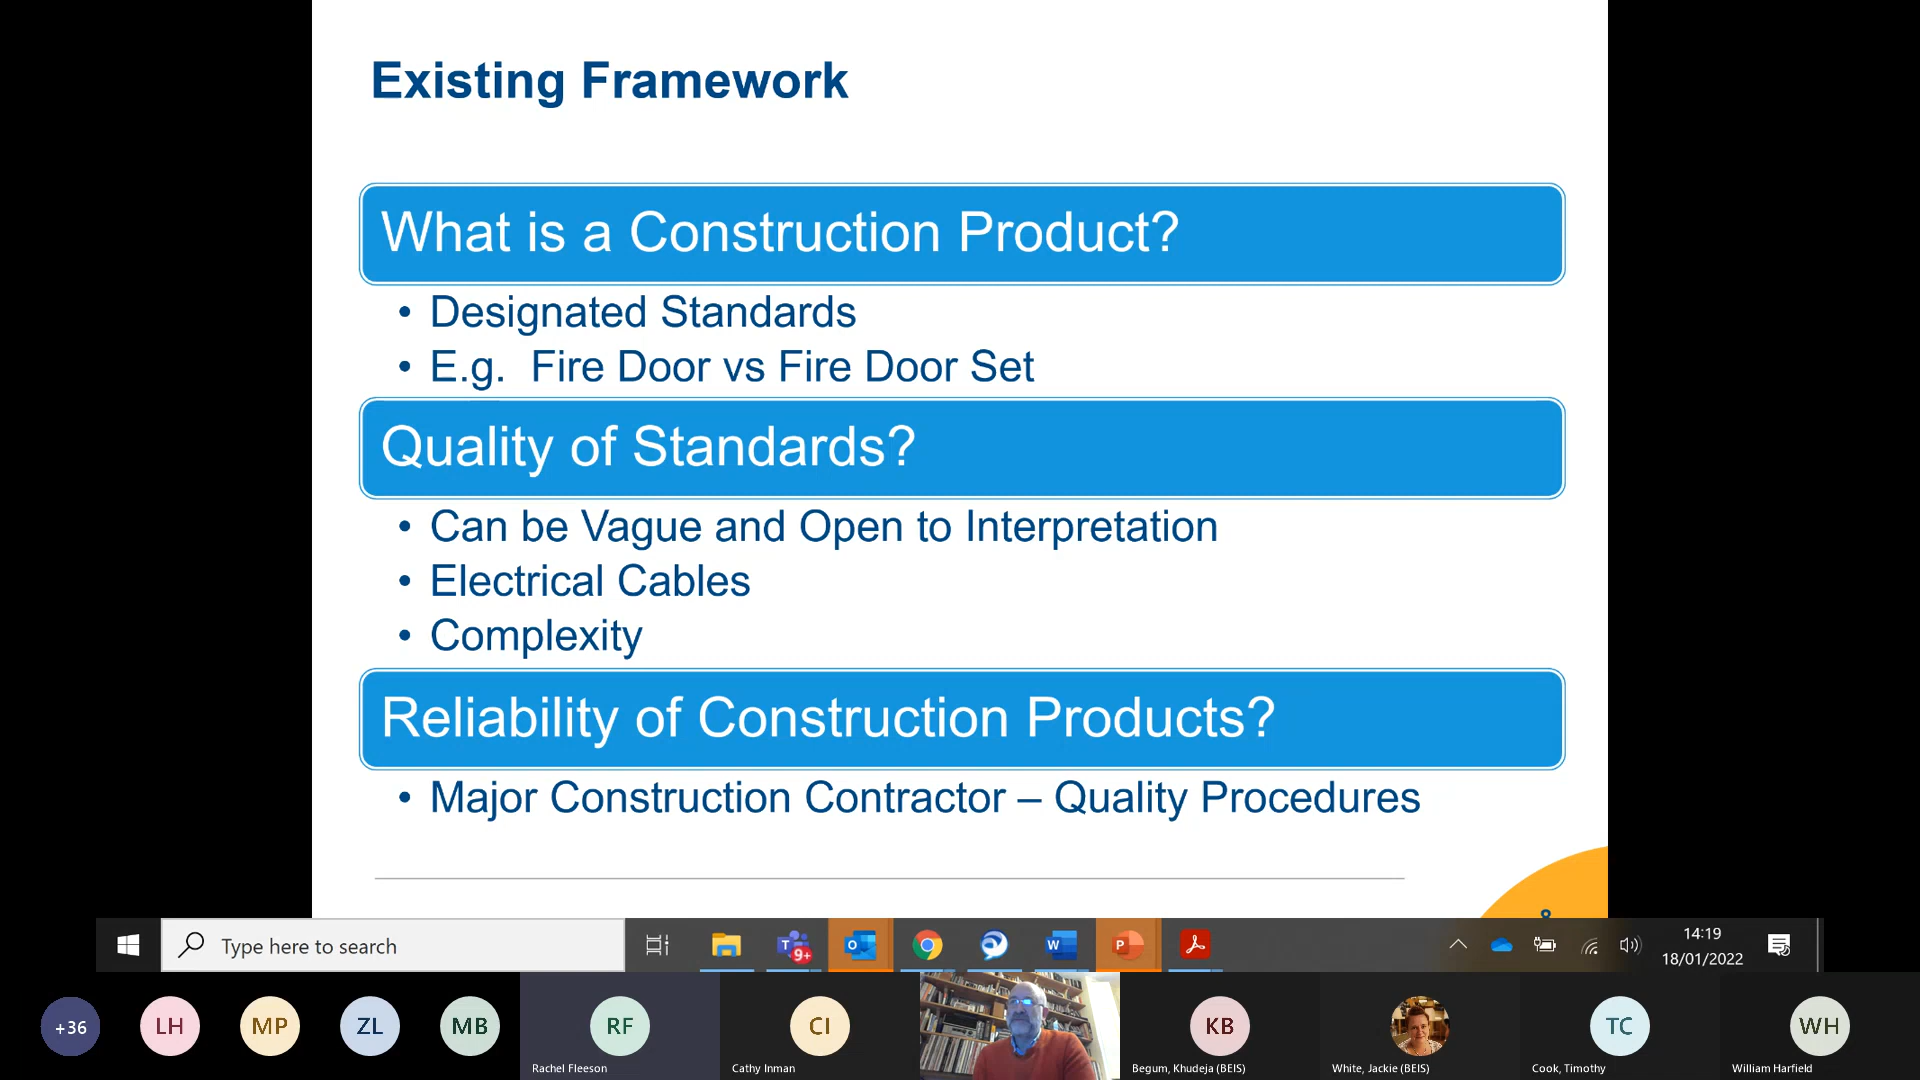 Existing Framework
What is a Construction Product?
• Designated Standards
• E.g. Fire Door vs Fire Door Set
Quality of Standards?
• Can be Vague and Open to Interpretation
• Electrical Cables
• Complexity
Reliability of Construction Products?
• Major Construction Contractor – Quality Procedures
Type here to search
T
9+
O
W
P
14:19
18/01/2022
+36
LH
MP
ZL
MB
RF
CI
KB
TC
WH
Rachel Fleeson
Cathy Inman
Begum, Khudeja (BEIS)
White, Jackie (BEIS)
Cook, Timothy
William Harfield